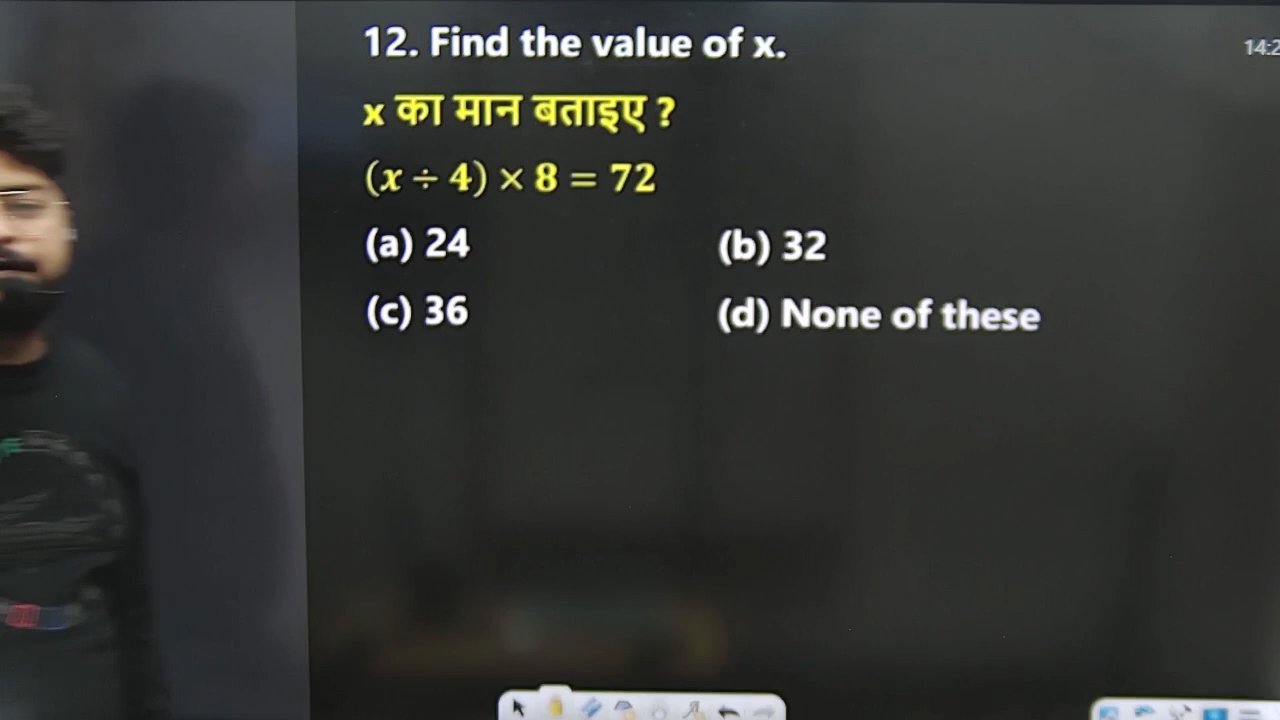 12. Find the value of x.
x का मान बताइए ?
(x ÷ 4) × 8 = 72
(a) 24
(b) 32
(c) 36
(d) None of these